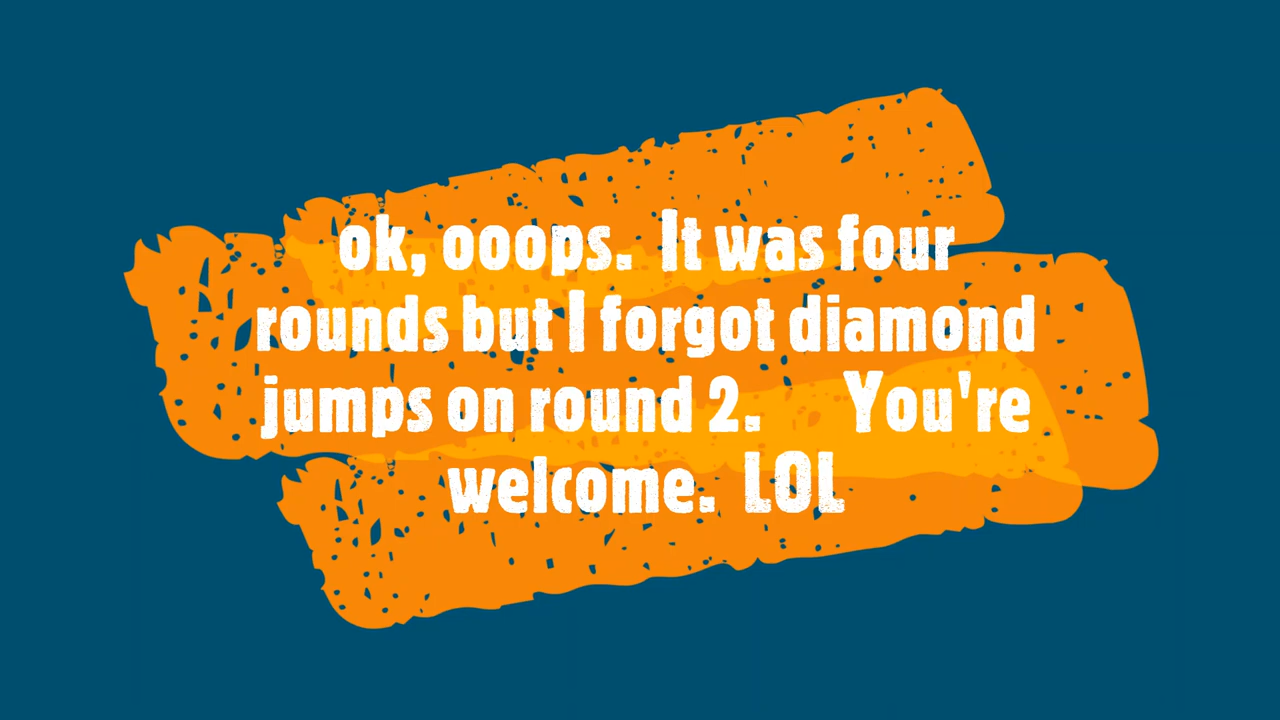 ok, ooops. It was four
rounds but I forgot diamond
jumps on round 2. You're
welcome. LOL